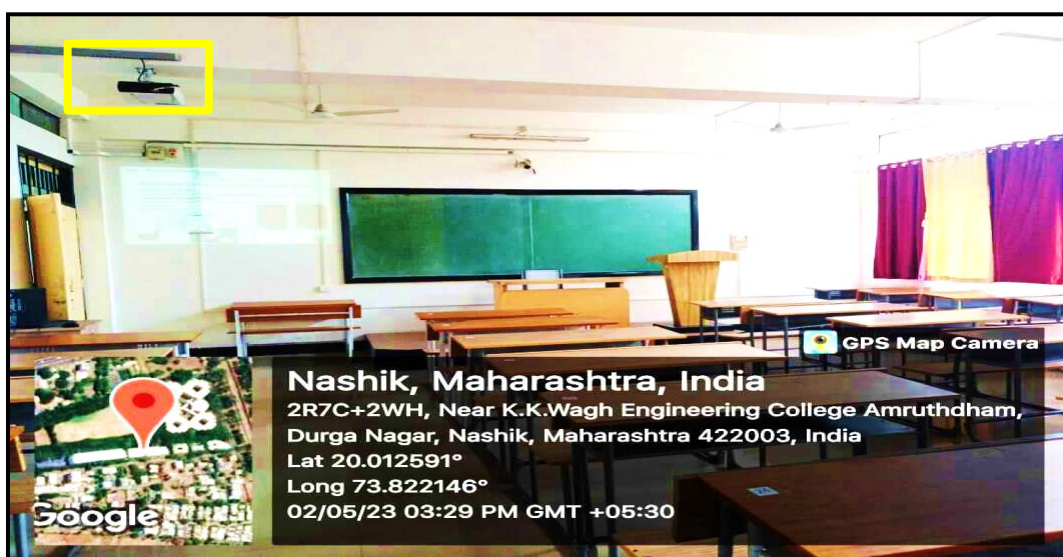 GPS Map Camera
Nashik, Maharashtra, India
2R7C+2WH, Near K.K.Wagh Engineering College Amruthdham,
Durga Nagar, Nashik, Maharashtra 422003, India
Lat 20.012591°
Long 73.822146°
02/05/23 03:29 PM GMT +05:30
Google